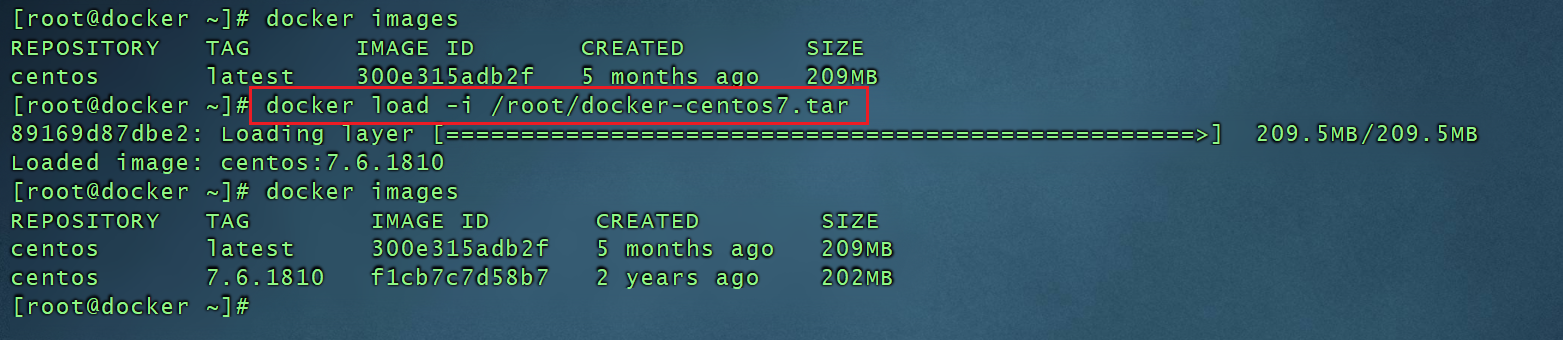 [root@docker ~]# docker images
REPOSITORY   TAG       IMAGE ID       CREATED        SIZE
centos       latest    300e315adb2f   5 months ago   209MB
[root@docker ~]# docker load -i /root/docker-centos7.tar
89169d87dbe2: Loading layer [==================================================>]  209.5MB/209.5MB
Loaded image: centos:7.6.1810
[root@docker ~]# docker images
REPOSITORY   TAG        IMAGE ID       CREATED        SIZE
centos       latest     300e315adb2f   5 months ago   209MB
centos       7.6.1810   f1cb7c7d58b7   2 years ago    202MB
[root@docker ~]#